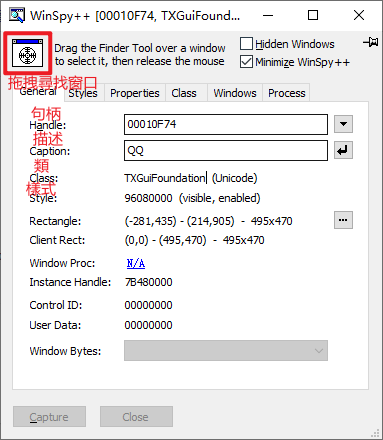 WinSpy++ [00010F74, TXGuiFound...
Drag the Finder Tool over a window
to select it, then release the mouse
Hidden Windows
Minimize WinSpy++
拖拽尋找窗口
General Styles Properties Class Windows Process
句柄
Handle: 00010F74
描述
Caption: QQ
類
Class: TXGuiFoundation (Unicode)
樣式
Style: 96080000 (visible, enabled)
Rectangle: (-281,435) - (214,905) - 495x470 ...
Client Rect: (0,0) - (495,470) - 495x470
Window Proc: N/A
Instance Handle: 7B480000
Control ID: 00000000
User Data: 00000000
Window Bytes:
Capture Close